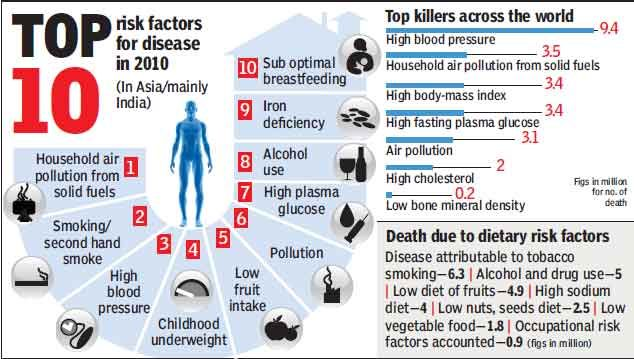 TOP
10
risk factors
for disease
in 2010
(In Asia/mainly
India)
1
Household air
pollution from
solid fuels
2
Smoking/
second hand
smoke
3
High
blood
pressure
4
Childhood
underweight
5
Low
fruit
intake
6
Pollution
7
High plasma
glucose
8
Alcohol
use
9
Iron
deficiency
10
Sub optimal
breastfeeding
Top killers across the world
9.4
High blood pressure
3.5
Household air pollution from solid fuels
3.4
High body-mass index
3.4
High fasting plasma glucose
3.1
Air pollution
2
High cholesterol
0.2
Low bone mineral density
Figs in million
for no. of
death
Death due to dietary risk factors
Disease attributable to tobacco
smoking—6.3 | Alcohol and drug use—5
| Low diet of fruits—4.9 | High sodium
diet—4 | Low nuts, seeds diet—2.5 | Low
vegetable food—1.8 | Occupational risk
factors accounted—0.9 (figs in million)